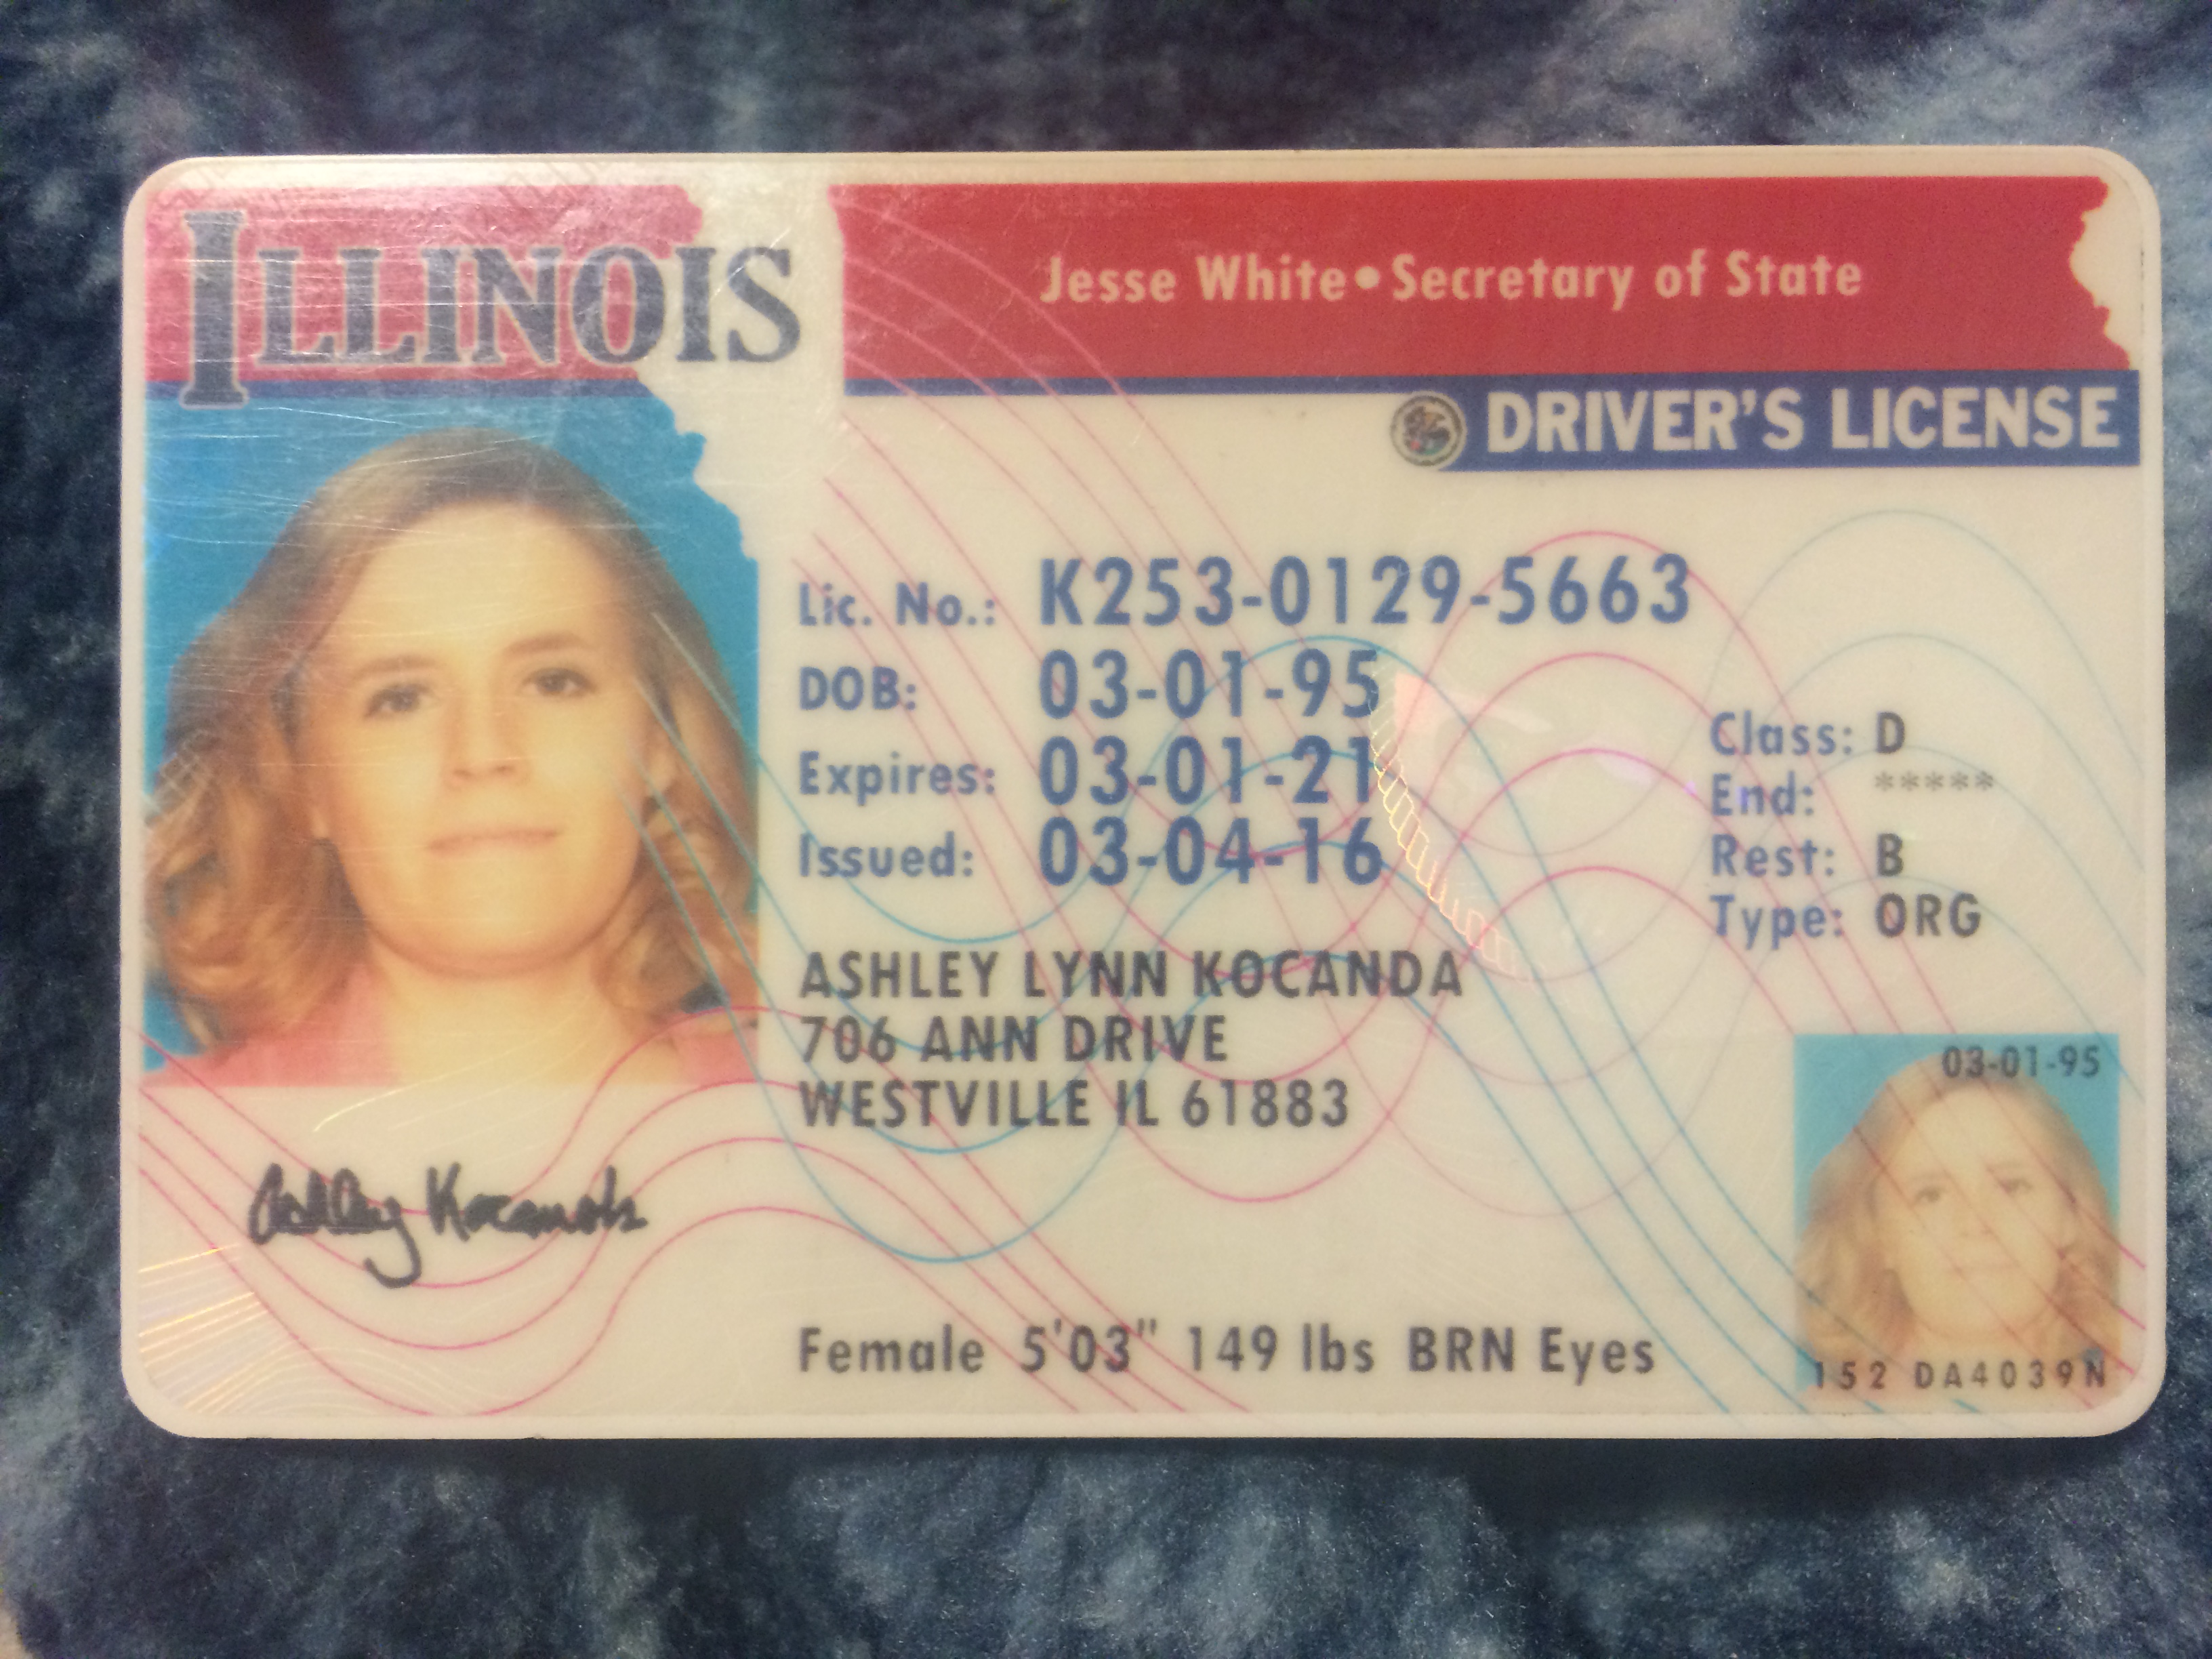 ILLINOIS
Jesse White•Secretary of State
DRIVER'S LICENSE
Lic. No.: K253-0129-5663
DOB: 03-01-95
Expires: 03-01-21
Issued: 03-04-16
Class: D
End: *****
Rest: B
Type: ORG
ASHLEY LYNN KOCANDA
706 ANN DRIVE
WESTVILLE IL 61883
Female 5'03" 149 lbs BRN Eyes
03-01-95
152 DA4039N